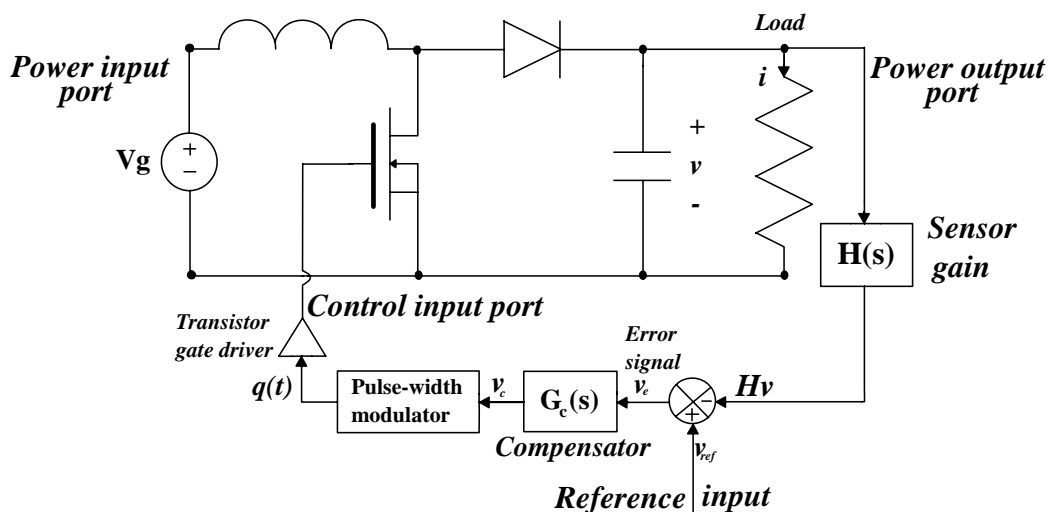 Load
Power input
port
i
Power output
port
Vg
+
−
+
v
-
H(s)
Sensor
gain
Control input port
Transistor
gate driver
Error
signal
q(t)
Pulse-width
modulator
v_c
G_c(s)
v_e
−
+
Hv
Compensator
v_ref
Reference input